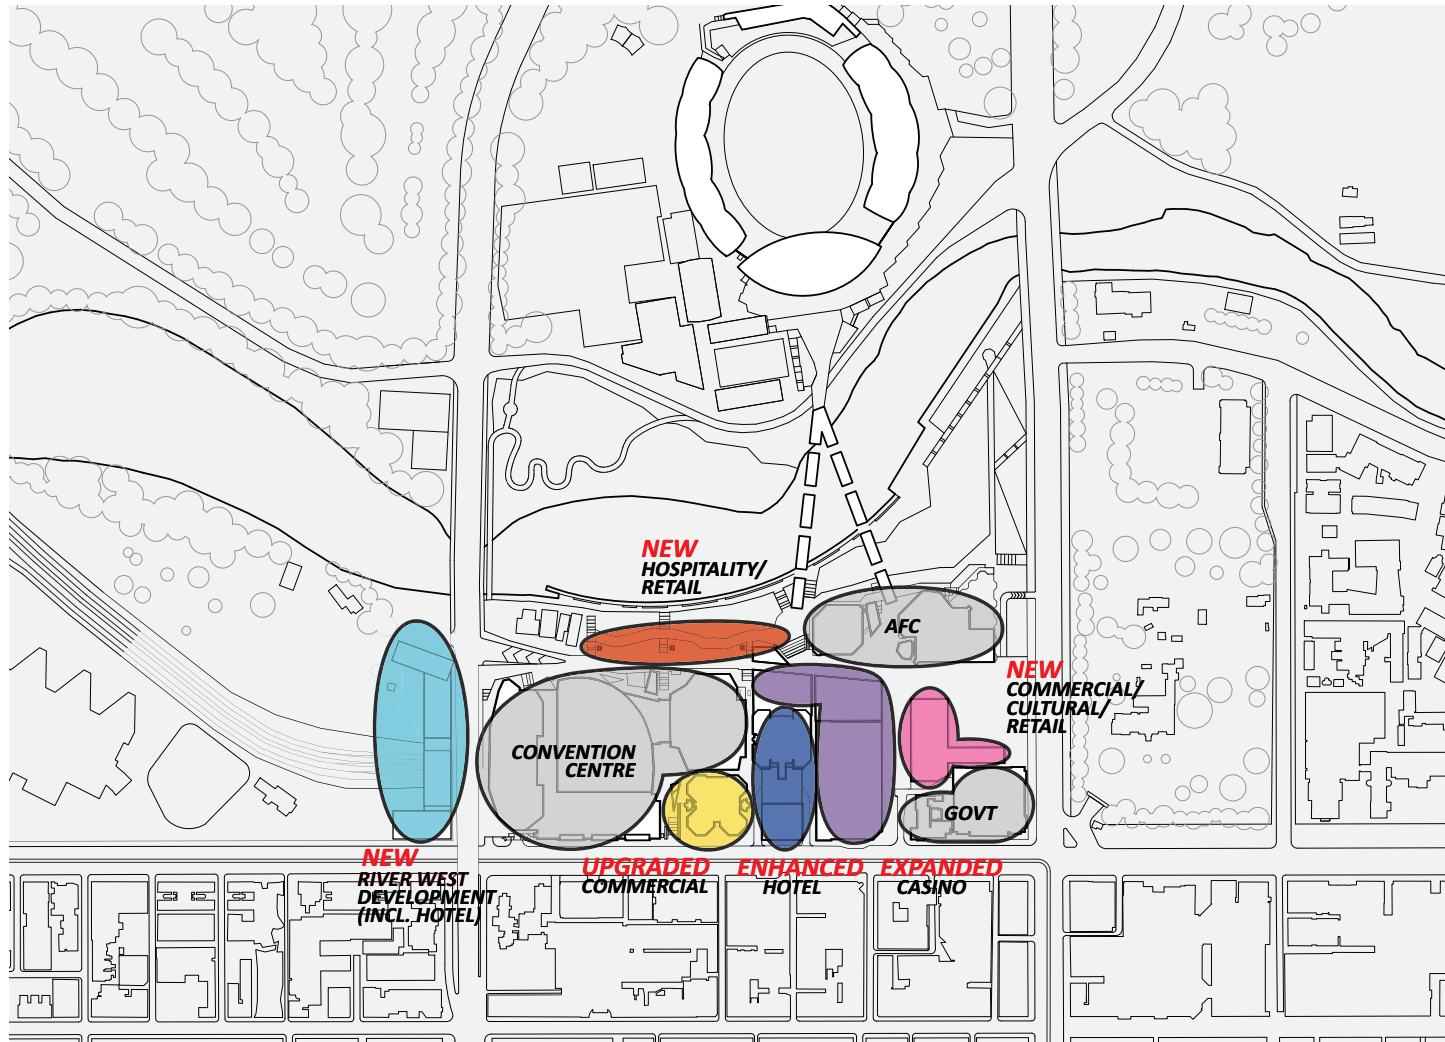 NEW
HOSPITALITY/
RETAIL
AFC
NEW
COMMERCIAL/
CULTURAL/
RETAIL
CONVENTION
CENTRE
GOVT
NEW
RIVER WEST
DEVELOPMENT
(INCL. HOTEL)
UPGRADED
COMMERCIAL
ENHANCED
HOTEL
EXPANDED
CASINO